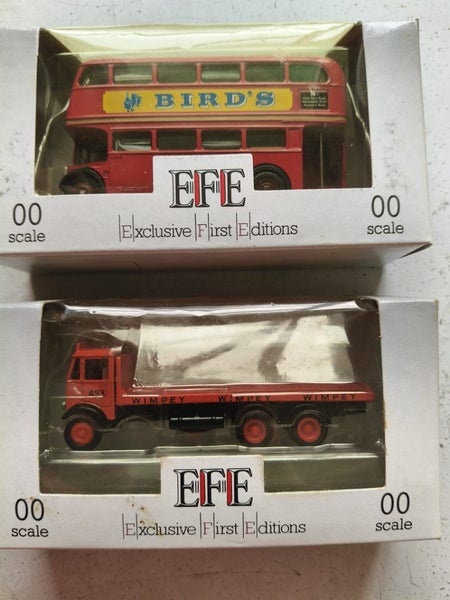 BIRD'S
EFE
00
scale
Exclusive First Editions
00
scale
493
WIMPEY WIMPEY WIMPEY
EFE
00
scale
Exclusive First Editions
00
scale